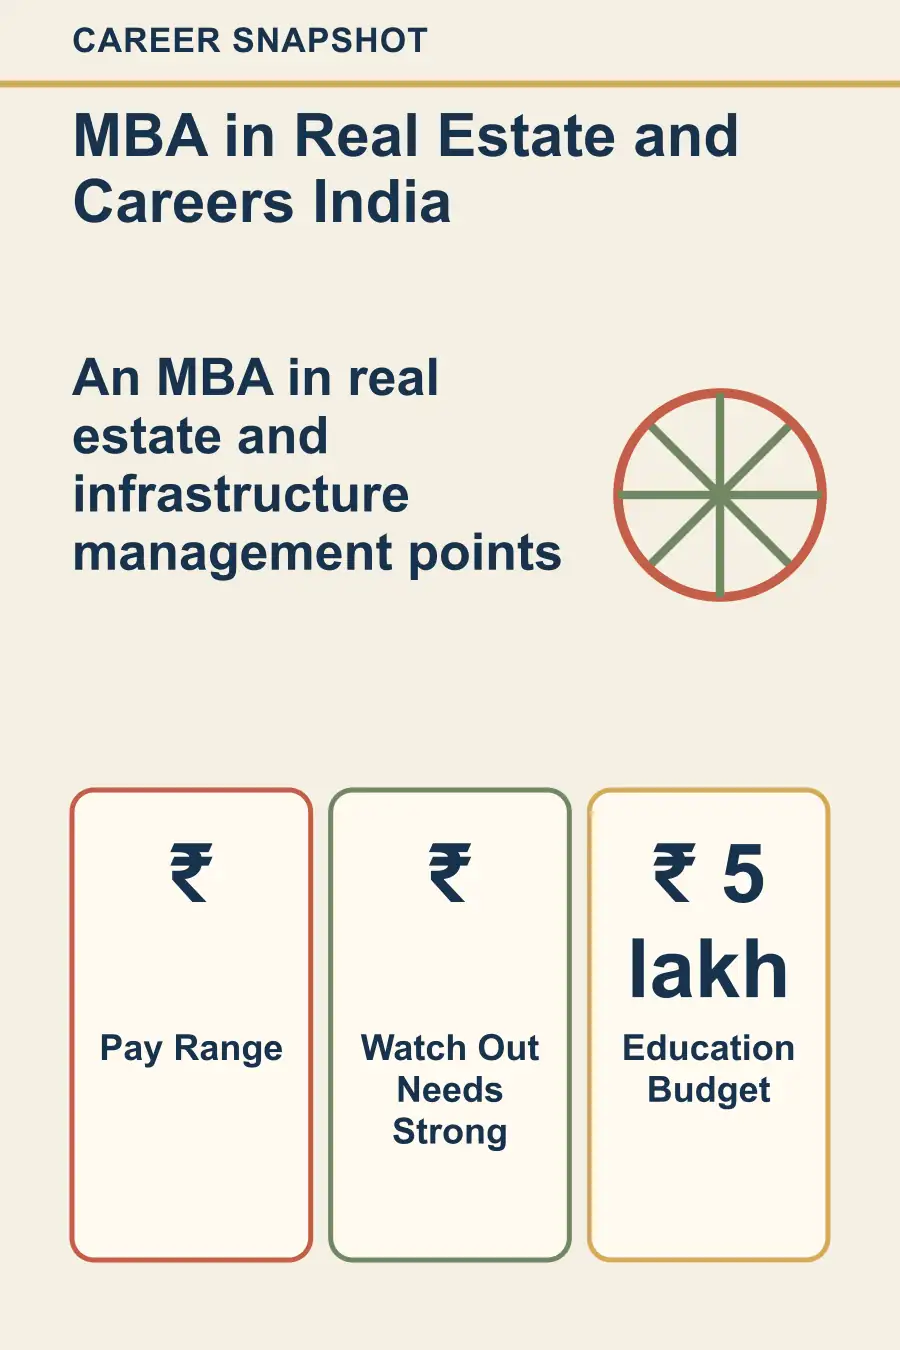 CAREER SNAPSHOT
MBA in Real Estate and
Careers India
An MBA in real
estate and
infrastructure
management points
₹
Pay Range
₹
Watch Out
Needs
Strong
₹ 5
lakh
Education
Budget